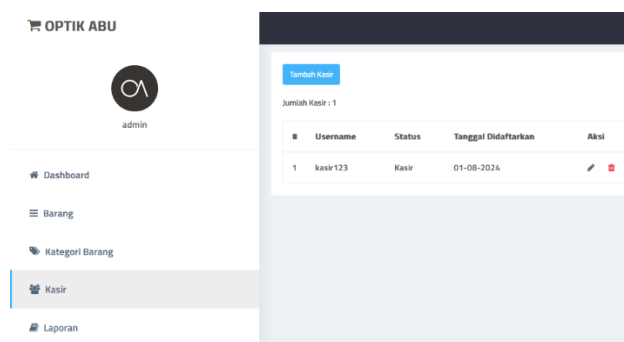 OPTIK ABU
OA
admin
Dashboard
Barang
Kategori Barang
Kasir
Laporan
Tambah Kasir
Jumlah Kasir : 1
# Username Status Tanggal Didaftarkan Aksi
1 kasir123 Kasir 01-08-2024